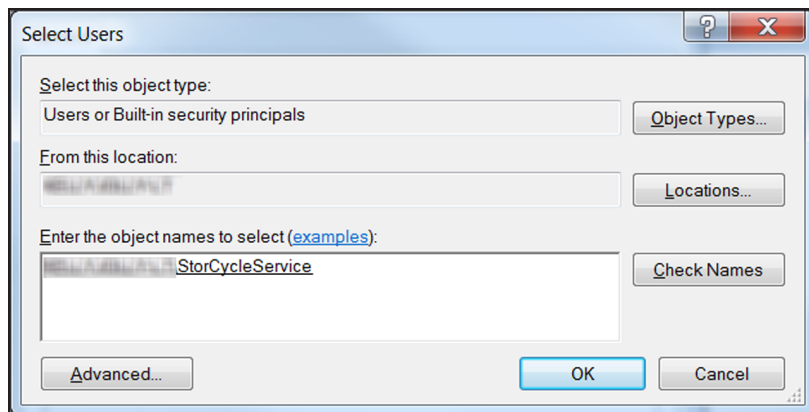 Select Users
Select this object type:
Users or Built-in security principals
Object Types...
From this location:
Locations...
Enter the object names to select (examples):
StorCycleService
Check Names
Advanced...
OK
Cancel